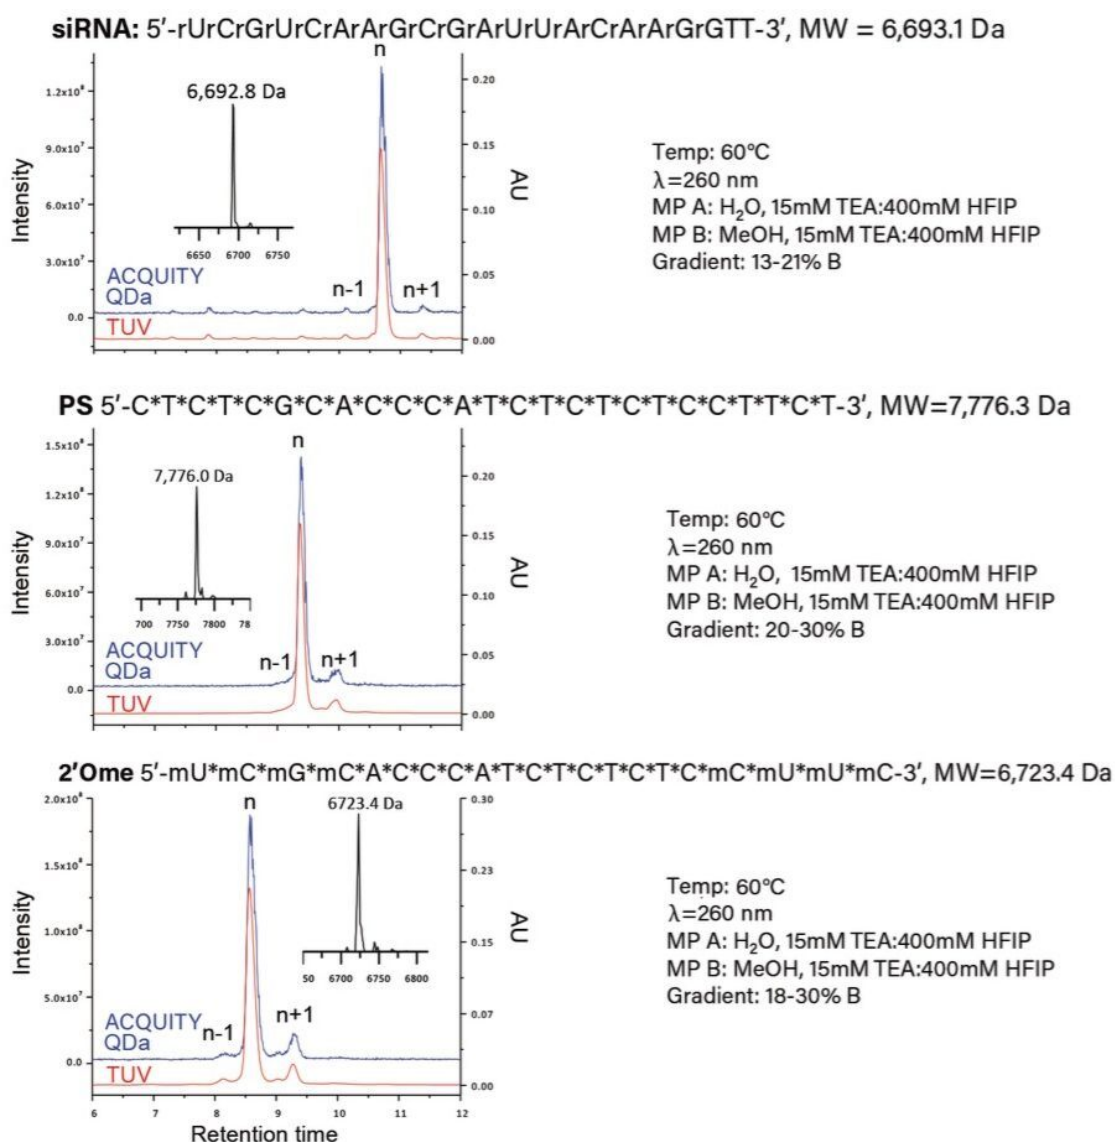 siRNA: 5′-rUrCrGrUrCrArArGrCrGrArUrUrArCrArArGrGTT-3′, MW = 6,693.1 Da
n
1.2x10⁸
9.0x10⁷
6.0x10⁷
3.0x10⁷
0.0
Intensity
6,692.8 Da
6650 6700 6750
0.20
0.15
0.10
0.05
0.00
AU
ACQUITY
QDa
TUV
n-1
n+1
Temp: 60°C
λ=260 nm
MP A: H₂O, 15mM TEA:400mM HFIP
MP B: MeOH, 15mM TEA:400mM HFIP
Gradient: 13-21% B
PS 5′-C*T*C*T*C*G*C*A*C*C*C*A*T*C*T*C*T*C*T*C*C*T*T*C*T-3′, MW=7,776.3 Da
n
1.5x10⁸
1.2x10⁸
9.0x10⁷
6.0x10⁷
3.0x10⁷
0.0
Intensity
7,776.0 Da
700 7750 7800 78
0.20
0.15
0.10
0.05
0.00
AU
ACQUITY
QDa
TUV
n-1
n+1
Temp: 60°C
λ=260 nm
MP A: H₂O, 15mM TEA:400mM HFIP
MP B: MeOH, 15mM TEA:400mM HFIP
Gradient: 20-30% B
2′Ome 5′-mU*mC*mG*mC*A*C*C*C*A*T*C*T*C*T*C*T*C*mC*mU*mU*mC-3′, MW=6,723.4 Da
n
2.0x10⁸
1.5x10⁸
1.0x10⁸
5.0x10⁷
0.0
Intensity
6723.4 Da
50 6700 6750 6800
0.30
0.23
0.15
0.07
0.00
AU
ACQUITY
QDa
TUV
n-1
n+1
6 7 8 9 10 11 12
Retention time
Temp: 60°C
λ=260 nm
MP A: H₂O, 15mM TEA:400mM HFIP
MP B: MeOH, 15mM TEA:400mM HFIP
Gradient: 18-30% B